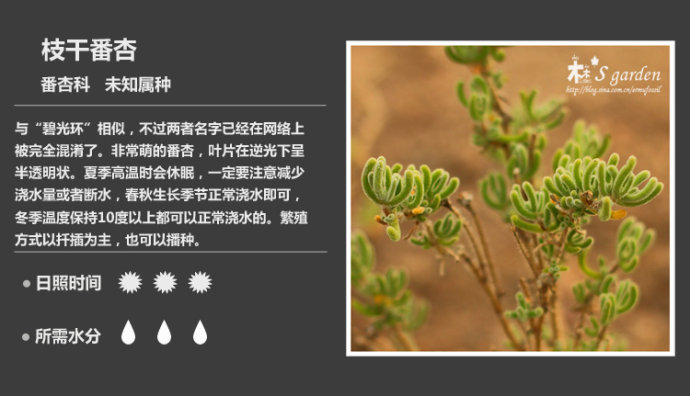 枝干番杏
番杏科 未知属种
与“碧光环”相似，不过两者名字已经在网络上
被完全混淆了。非常萌的番杏，叶片在逆光下呈
半透明状。夏季高温时会休眠，一定要注意减少
浇水量或者断水，春秋生长季节正常浇水即可，
冬季温度保持10度以上都可以正常浇水的。繁殖
方式以扦插为主，也可以播种。
日照时间
所需水分
'S garden
http://blog.sina.com.cn/ermufossil